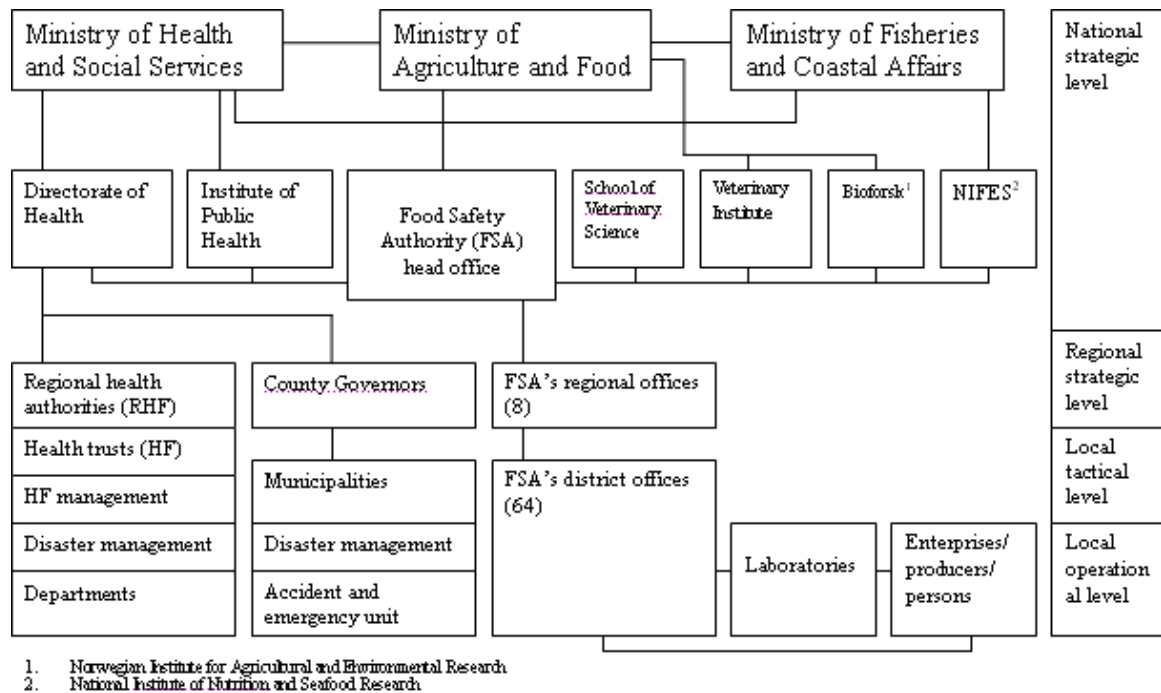 Ministry of Health
and Social Services
Ministry of
Agriculture and Food
Ministry of Fisheries
and Coastal Affairs
National
strategic
level
Directorate of
Health
Institute of
Public
Health
Food Safety
Authority (FSA)
head office
School of
Veterinary
Science
Veterinary
Institute
Bioforsk1
NIFES2
Regional health
authorities (RHF)
County Governors
FSA's regional offices
(8)
Regional
strategic
level
Health trusts (HF)
HF management
Municipalities
FSA's district offices
(64)
Local
tactical
level
Disaster management
Departments
Disaster management
Accident and
emergency unit
Laboratories
Enterprises/
producers/
persons
Local
operation
al level
1. Norwegian Institute for Agricultural and Environmental Research
2. National Institute of Nutrition and Seafood Research